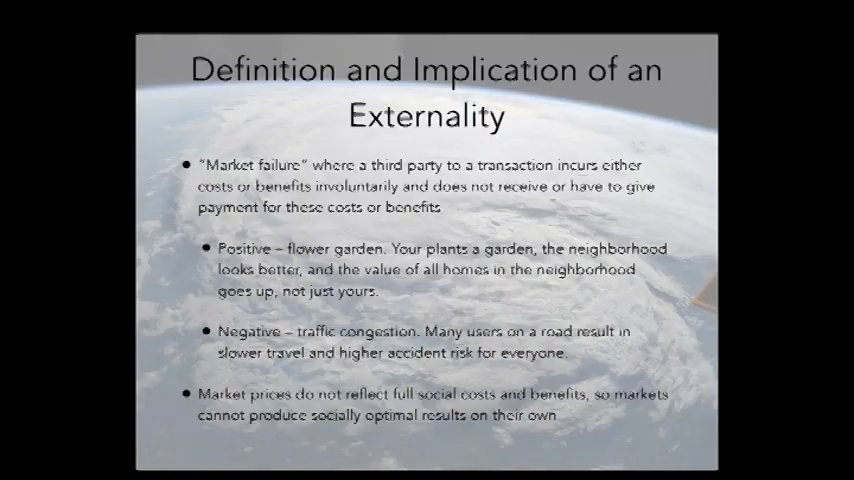 Definition and Implication of an
Externality
• "Market failure" where a third party to a transaction incurs either
costs or benefits involuntarily and does not receive or have to give
payment for these costs or benefits
• Positive – flower garden. Your plants a garden, the neighborhood
looks better, and the value of all homes in the neighborhood
goes up, not just yours.
• Negative – traffic congestion. Many users on a road result in
slower travel and higher accident risk for everyone.
• Market prices do not reflect full social costs and benefits, so markets
cannot produce socially optimal results on their own